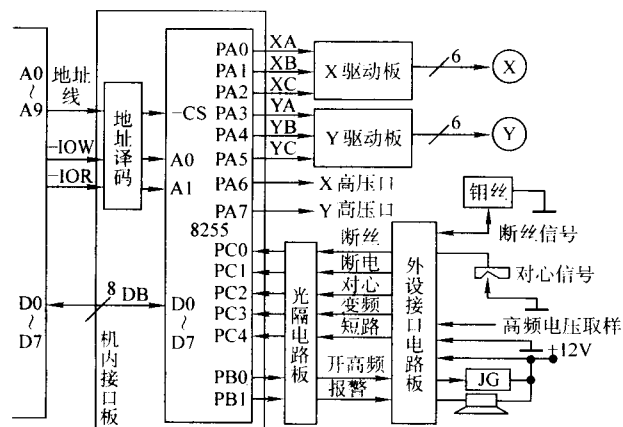 A0
~
A9
地址
线
-IOW
-IOR
D0
~
D7
8
DB
机内接口板
地址译码
-CS
A0
A1
D0
~
D7
8255
PA0
PA1
PA2
PA3
PA4
PA5
PA6
PA7
PC0
PC1
PC2
PC3
PC4
PB0
PB1
XA
XB
XC
YA
YB
YC
X 驱动板
6
X
Y 驱动板
6
Y
X 高压口
Y 高压口
光隔电路板
断丝
断电
对心
变频
短路
开高频
报警
外设接口电路板
钼丝
断丝信号
对心信号
高频电压取样
+12V
JG